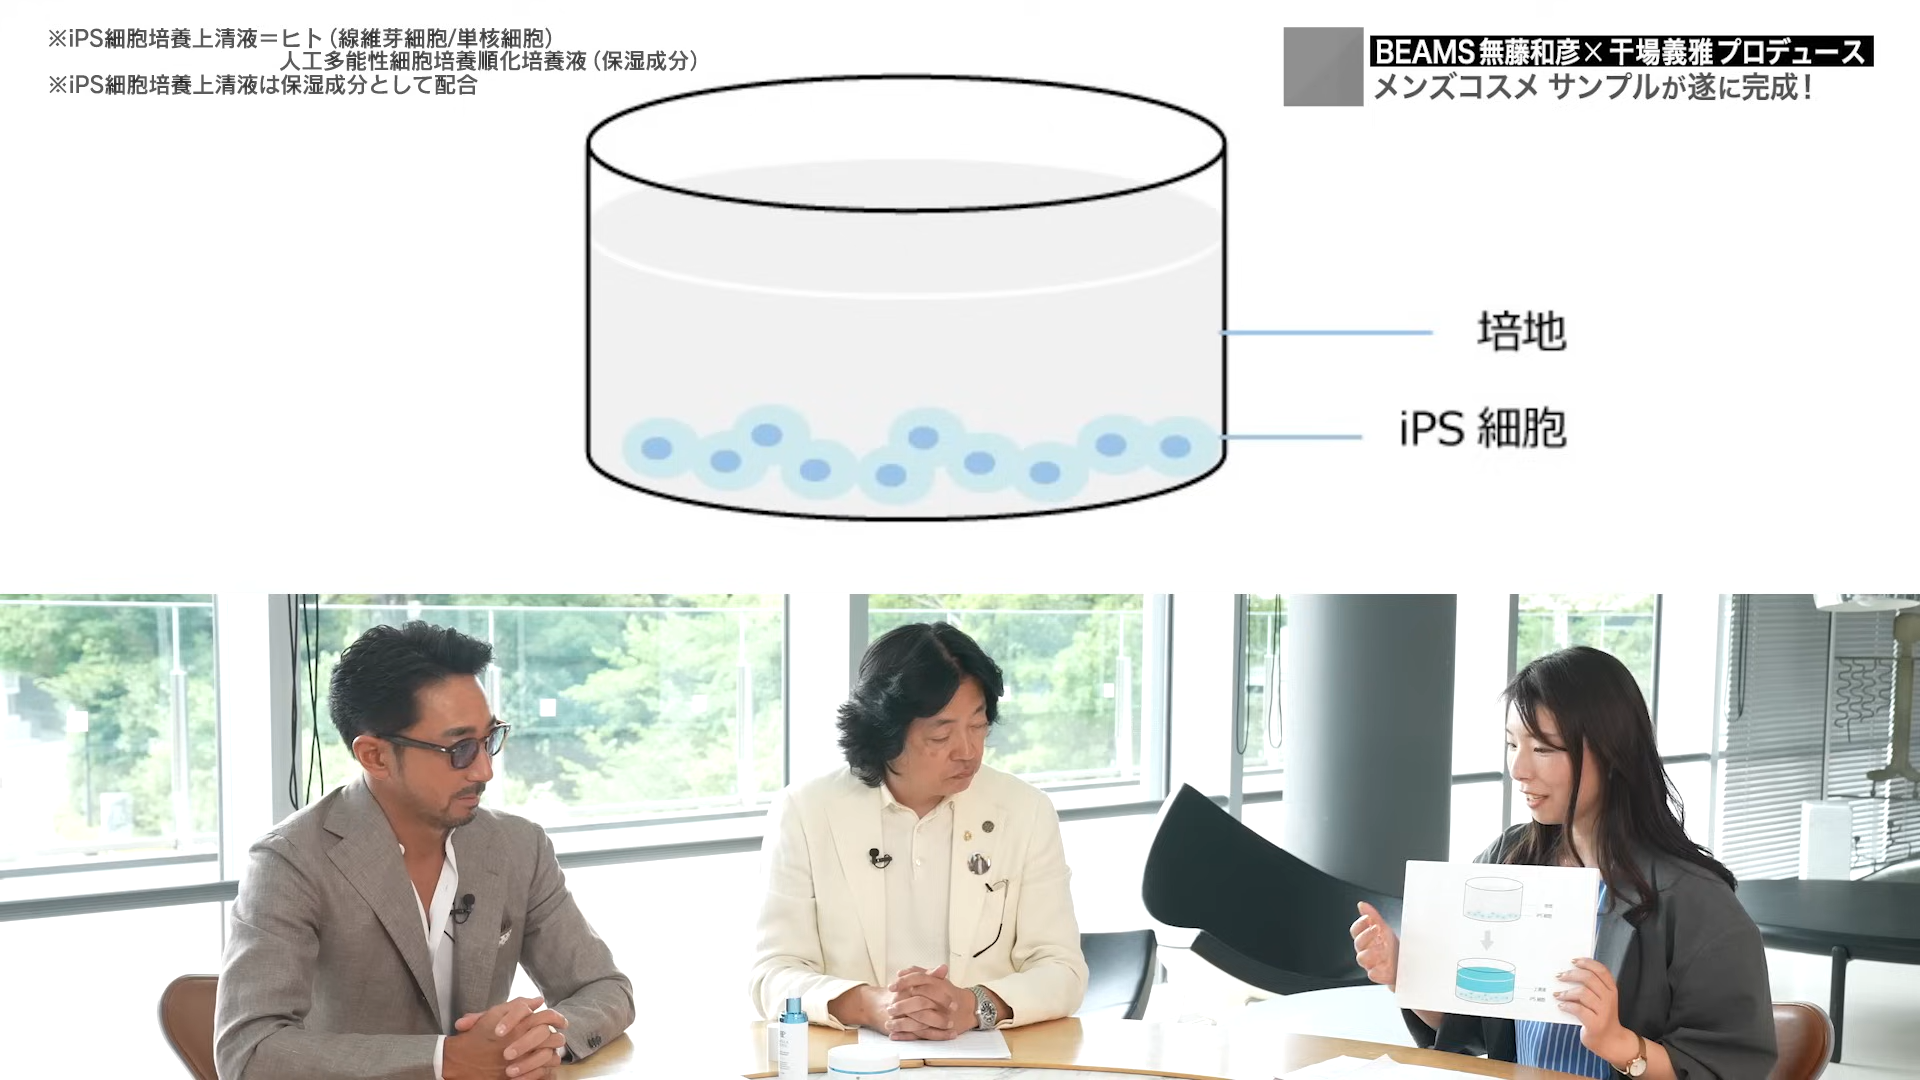 ※iPS細胞培養上清液＝ヒト（線維芽細胞/単核細胞）
人工多能性細胞培養順化培養液（保湿成分）
※iPS細胞培養上清液は保湿成分として配合
BEAMS無藤和彦×干場義雅プロデュース
メンズコスメ サンプルが遂に完成！
培地
iPS 細胞